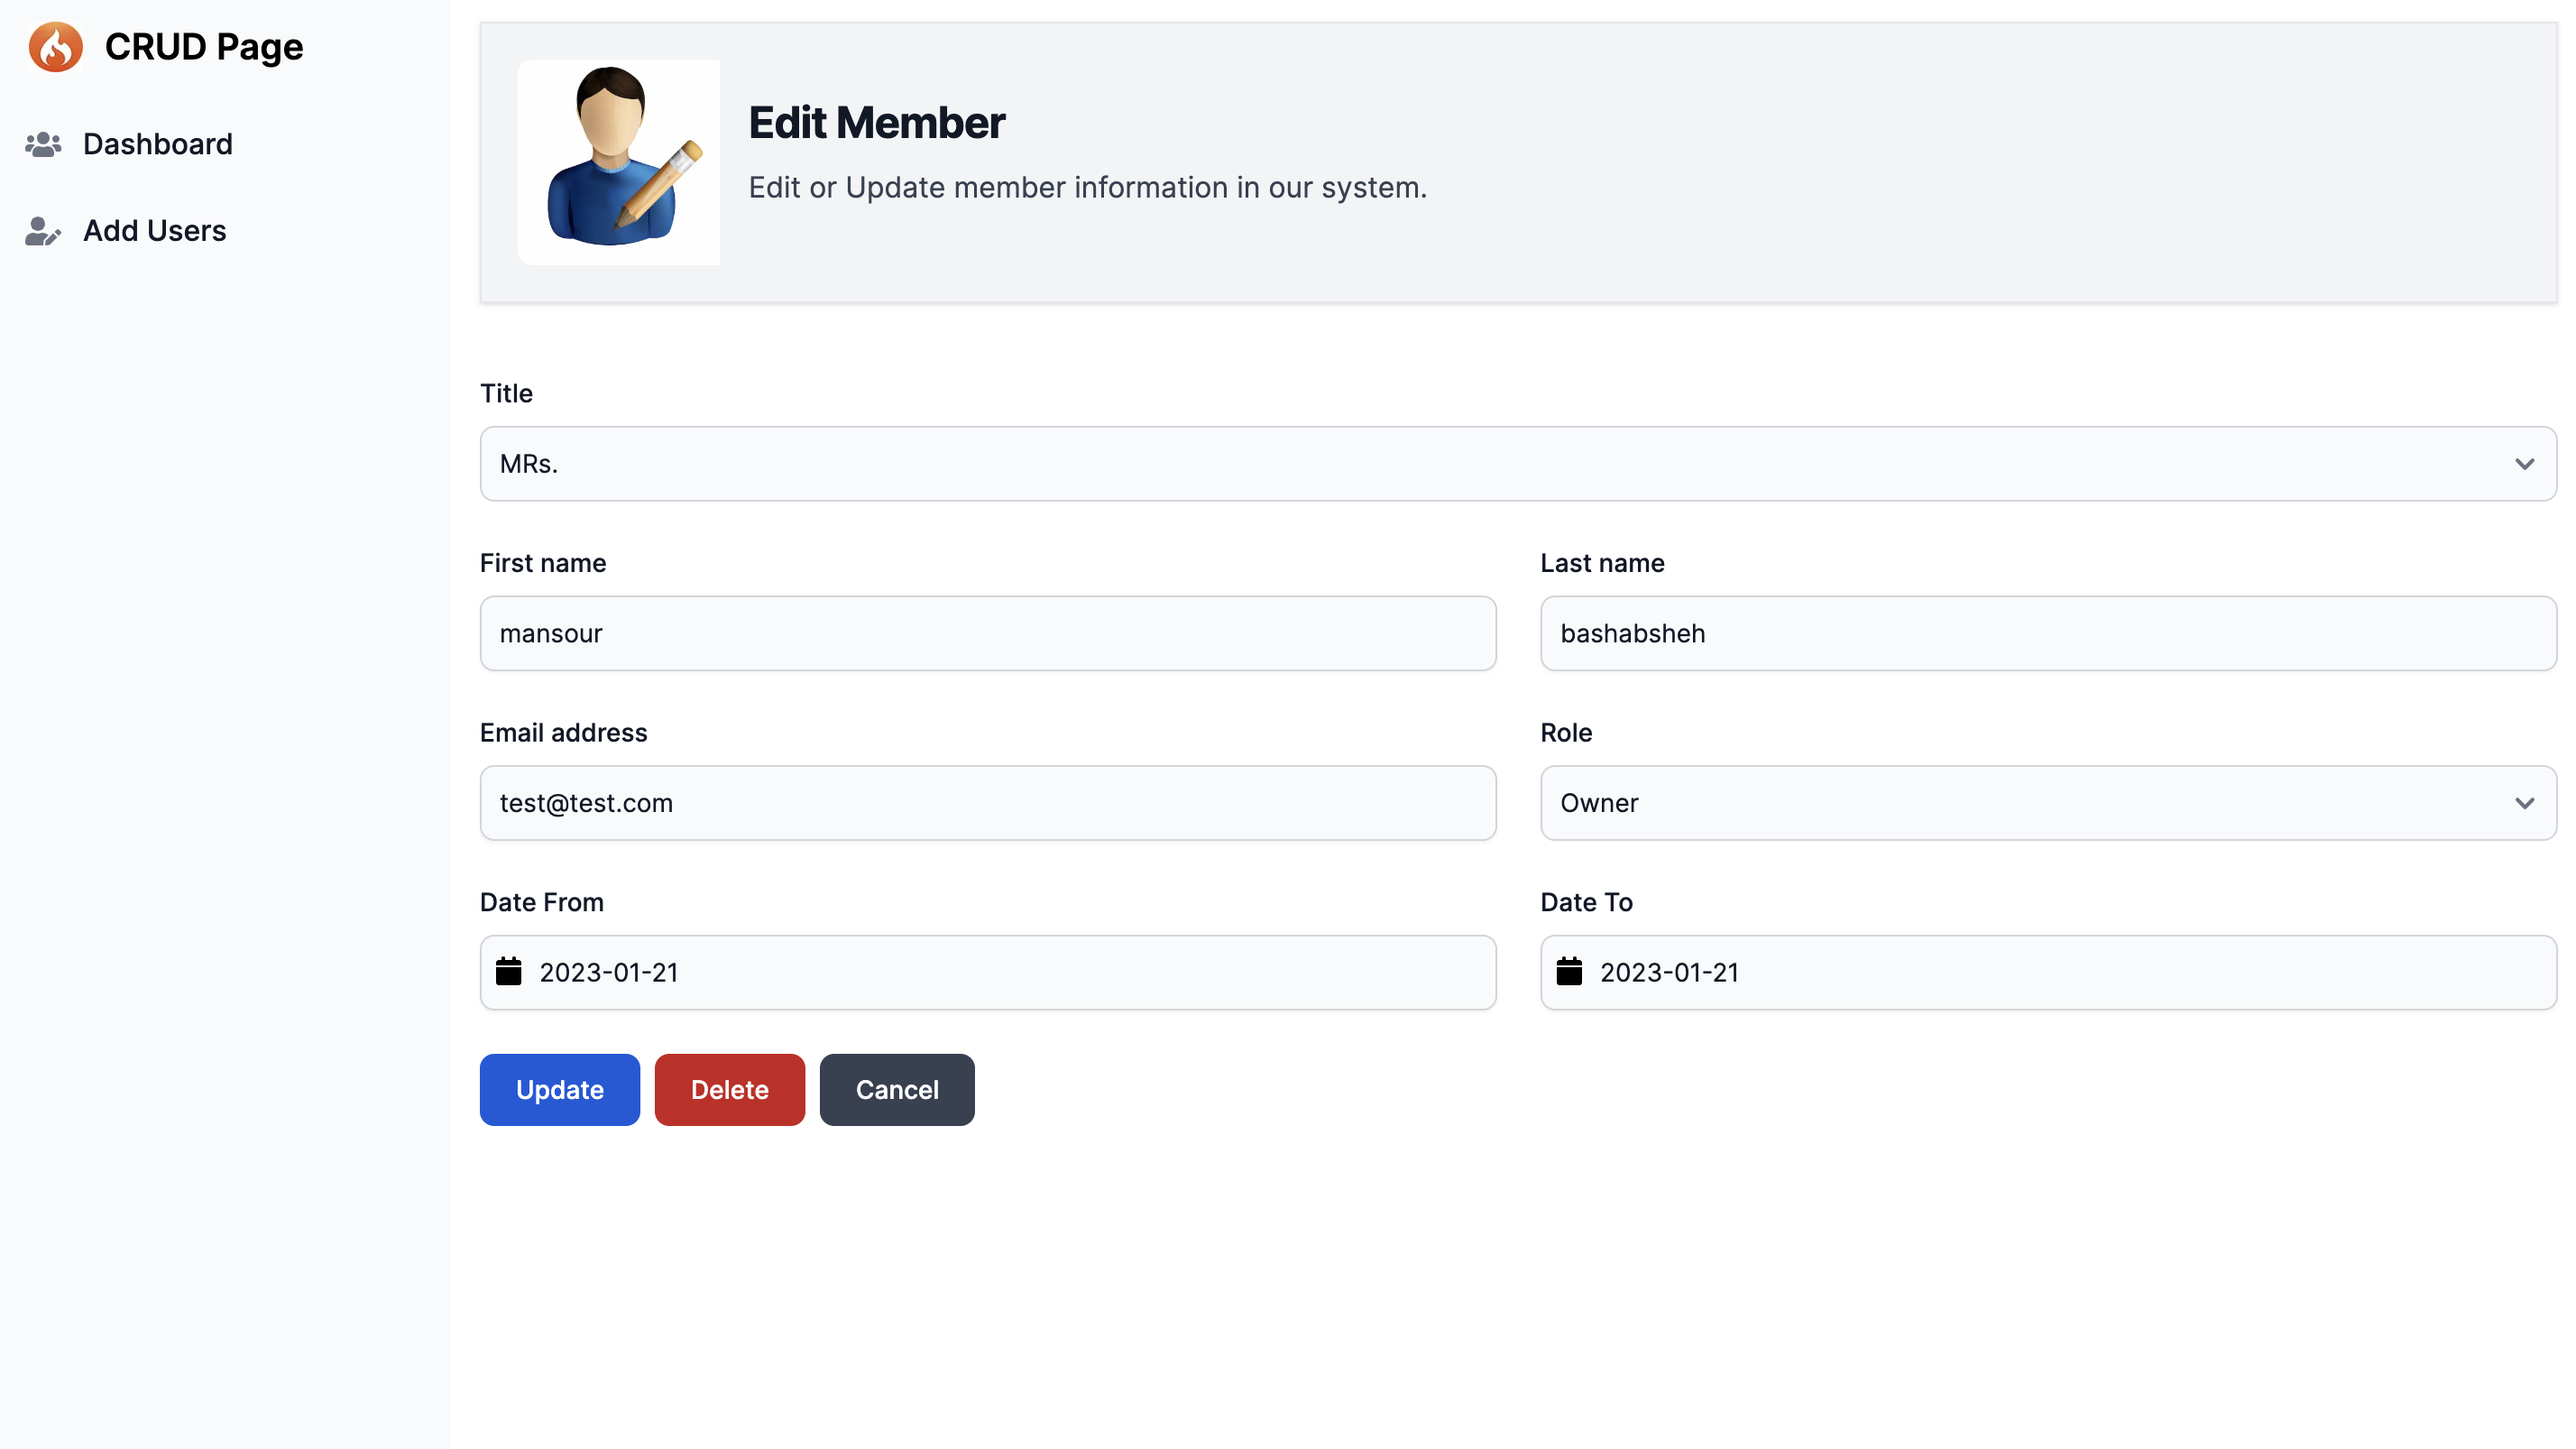 CRUD Page
Dashboard
Add Users
Edit Member
Edit or Update member information in our system.
Title
MRs.
First name
Last name
mansour
bashabsheh
Email address
Role
test@test.com
Owner
Date From
Date To
2023-01-21
2023-01-21
Update
Delete
Cancel